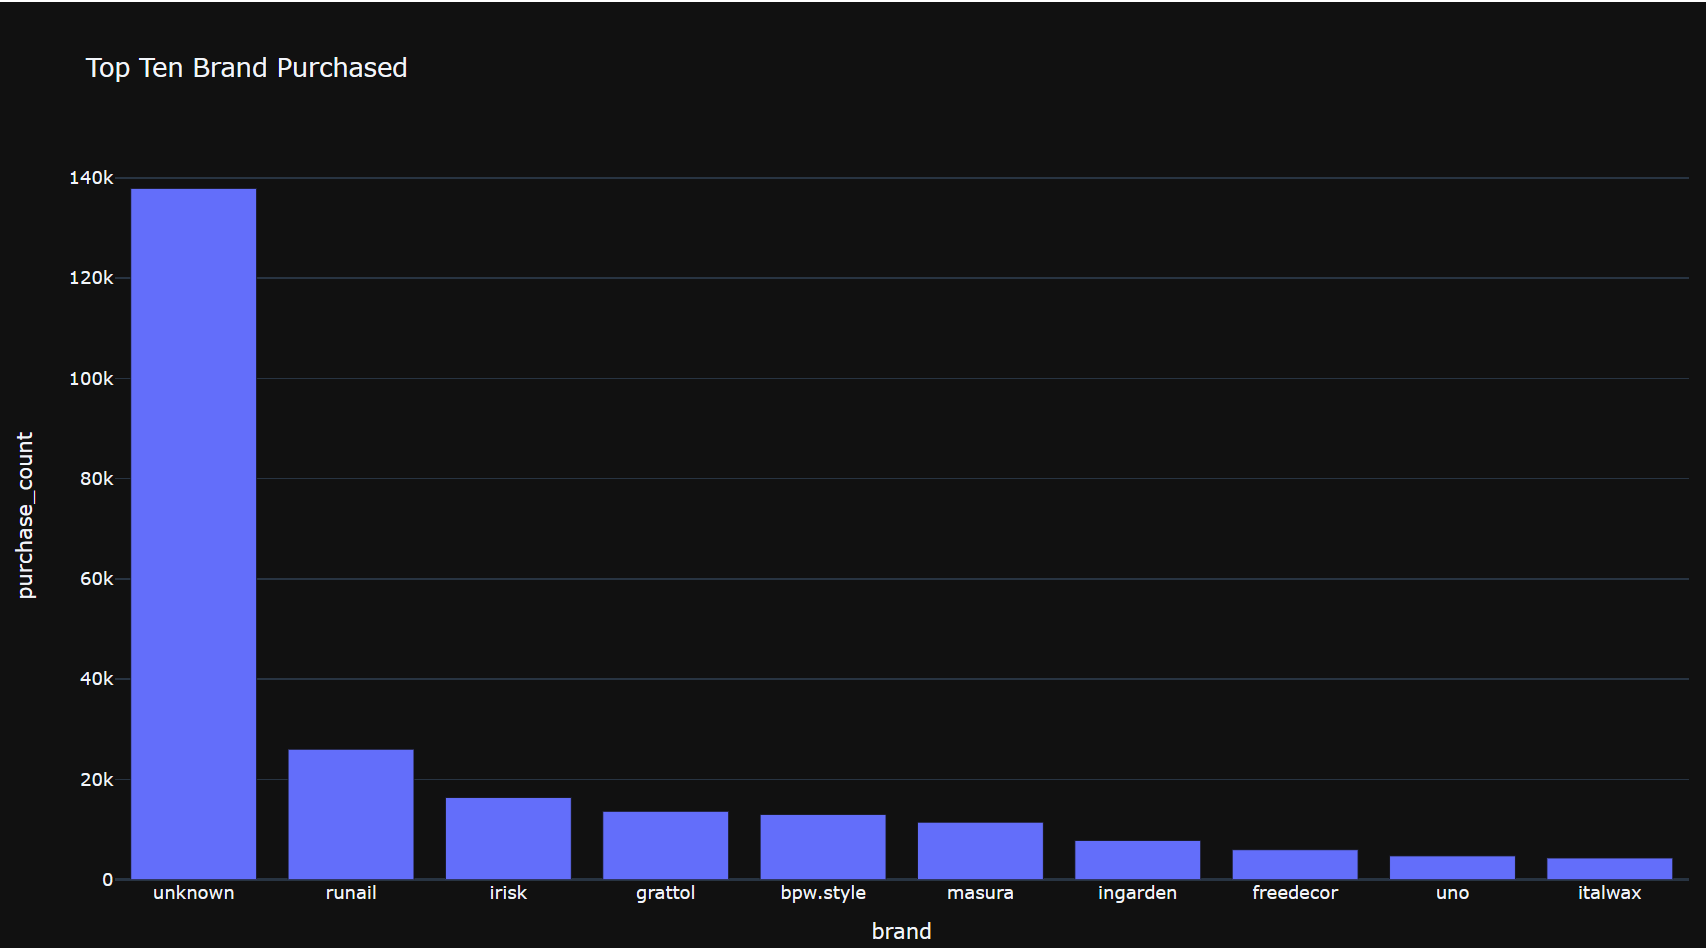 Top Ten Brand Purchased
140k
120k
100k
80k
60k
40k
20k
0
purchase_count
unknown runail irisk grattol bpw.style masura ingarden freedecor uno italwax
brand